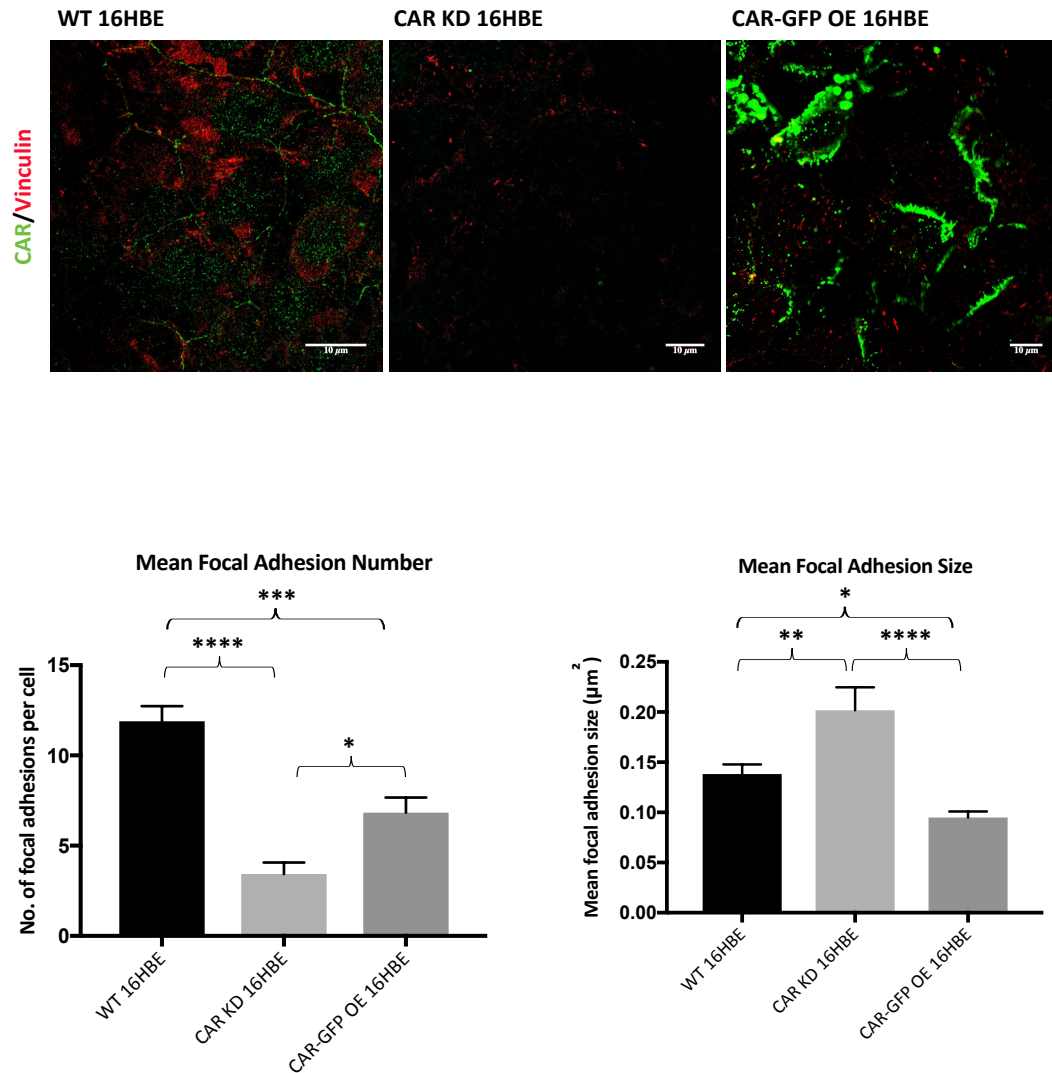 WT 16HBE
CAR KD 16HBE
CAR-GFP OE 16HBE
CAR/Vinculin
10 µm
10 µm
10 µm
Mean Focal Adhesion Number
***
****
*
No. of focal adhesions per cell
15
10
5
0
WT 16HBE
CAR KD 16HBE
CAR-GFP OE 16HBE
Mean Focal Adhesion Size
*
**
****
Mean focal adhesion size (µm²)
0.25
0.20
0.15
0.10
0.05
0.00
WT 16HBE
CAR KD 16HBE
CAR-GFP OE 16HBE